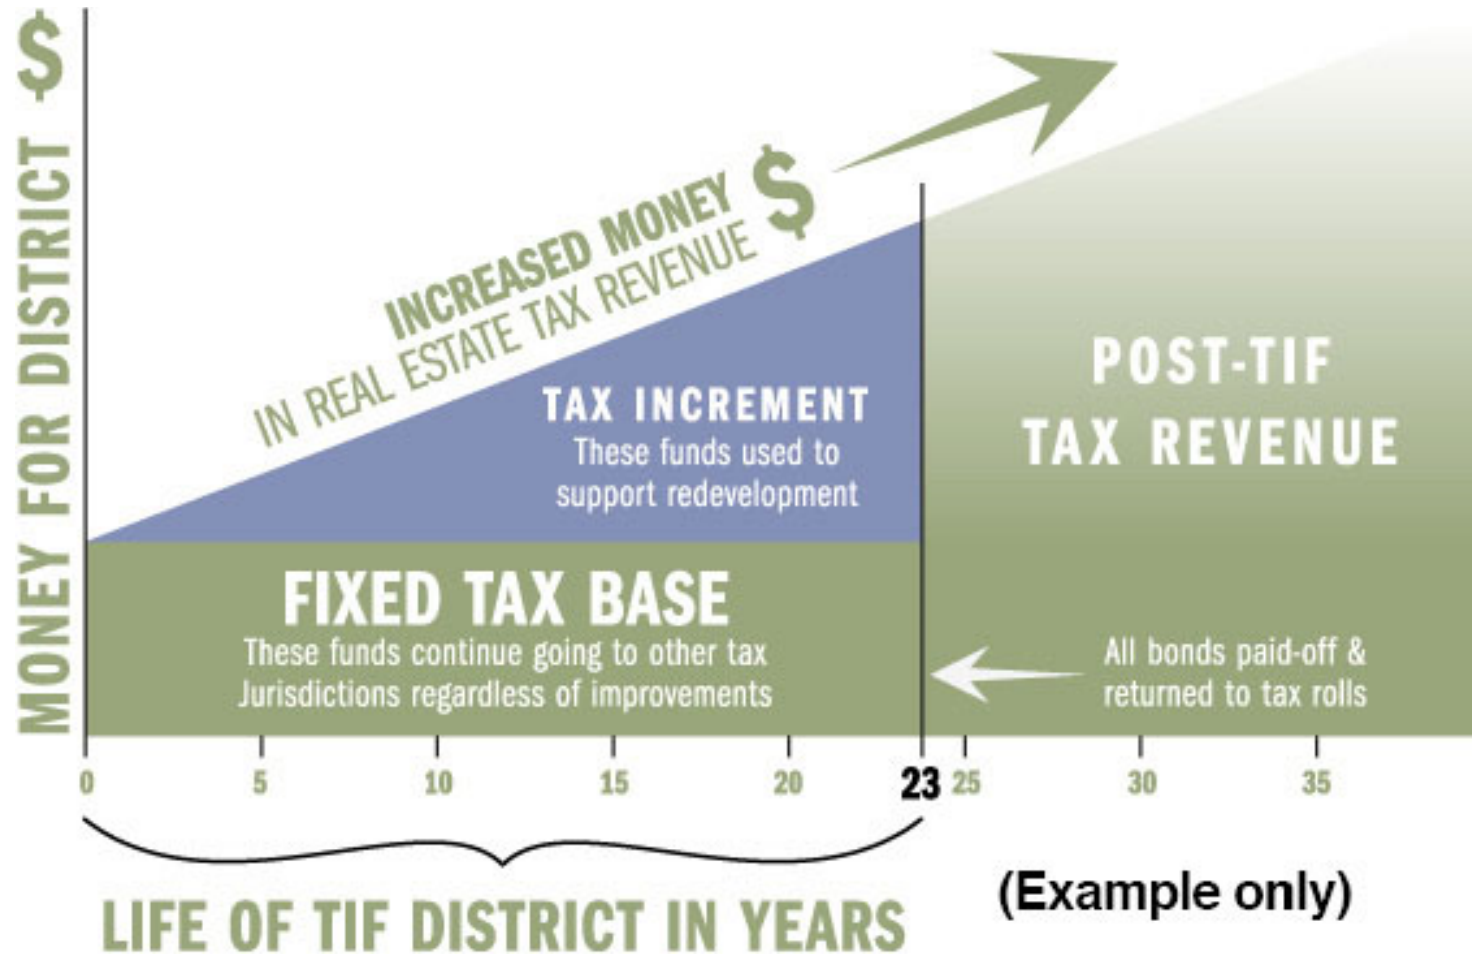 MONEY FOR DISTRICT $
INCREASED MONEY $
IN REAL ESTATE TAX REVENUE
TAX INCREMENT
These funds used to
support redevelopment
POST-TIF
TAX REVENUE
FIXED TAX BASE
These funds continue going to other tax
Jurisdictions regardless of improvements
All bonds paid-off &
returned to tax rolls
0 5 10 15 20 23 25 30 35
LIFE OF TIF DISTRICT IN YEARS
(Example only)